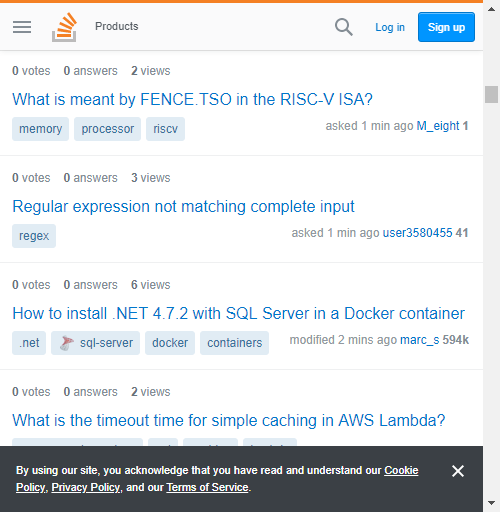 Products
Log in
Sign up
0 votes 0 answers 2 views
What is meant by FENCE.TSO in the RISC-V ISA?
memory processor riscv
asked 1 min ago M_eight 1
0 votes 0 answers 3 views
Regular expression not matching complete input
regex
asked 1 min ago user3580455 41
0 votes 0 answers 6 views
How to install .NET 4.7.2 with SQL Server in a Docker container
.net sql-server docker containers
modified 2 mins ago marc_s 594k
0 votes 0 answers 2 views
What is the timeout time for simple caching in AWS Lambda?
By using our site, you acknowledge that you have read and understand our Cookie
Policy, Privacy Policy, and our Terms of Service.